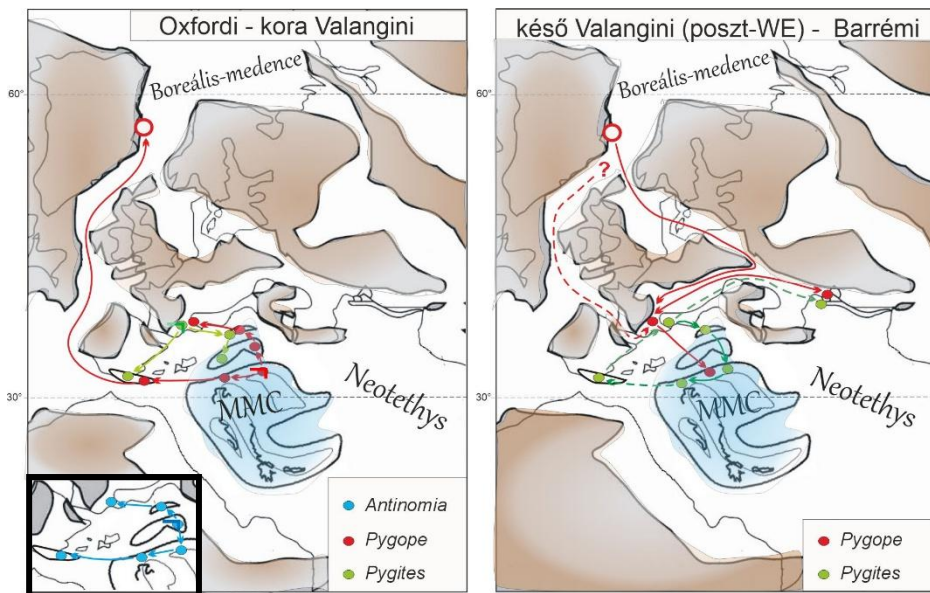 Oxfordi - kora Valangini
Boreális-medence
60°
Neotethys
MMC
30°
Antinomia
Pygope
Pygites
késő Valangini (poszt-WE) - Barrémi
Boreális-medence
60°
?
Neotethys
MMC
30°
Pygope
Pygites